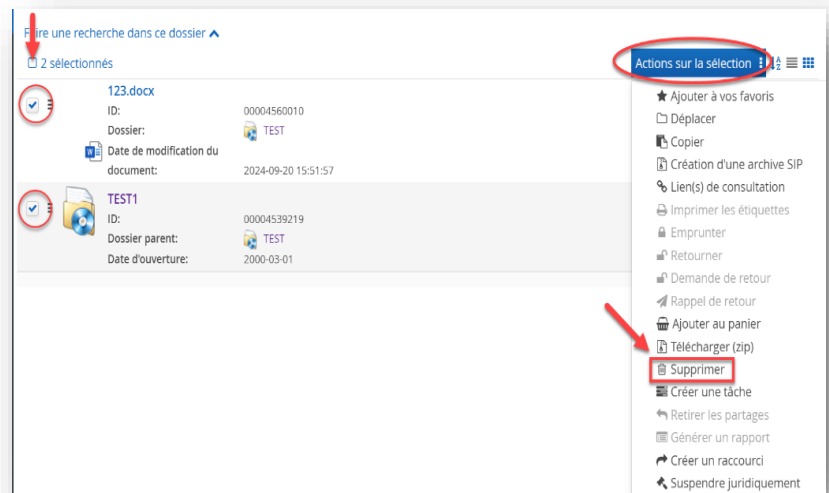 Faire une recherche dans ce dossier
2 sélectionnés
Actions sur la sélection
123.docx
ID: 00004560010
Dossier: TEST
Date de modification du
document: 2024-09-20 15:51:57
TEST1
ID: 00004539219
Dossier parent: TEST
Date d'ouverture: 2000-03-01
Ajouter à vos favoris
Déplacer
Copier
Création d'une archive SIP
Lien(s) de consultation
Imprimer les étiquettes
Emprunter
Retourner
Demande de retour
Rappel de retour
Ajouter au panier
Télécharger (zip)
Supprimer
Créer une tâche
Retirer les partages
Générer un rapport
Créer un raccourci
Suspendre juridiquement